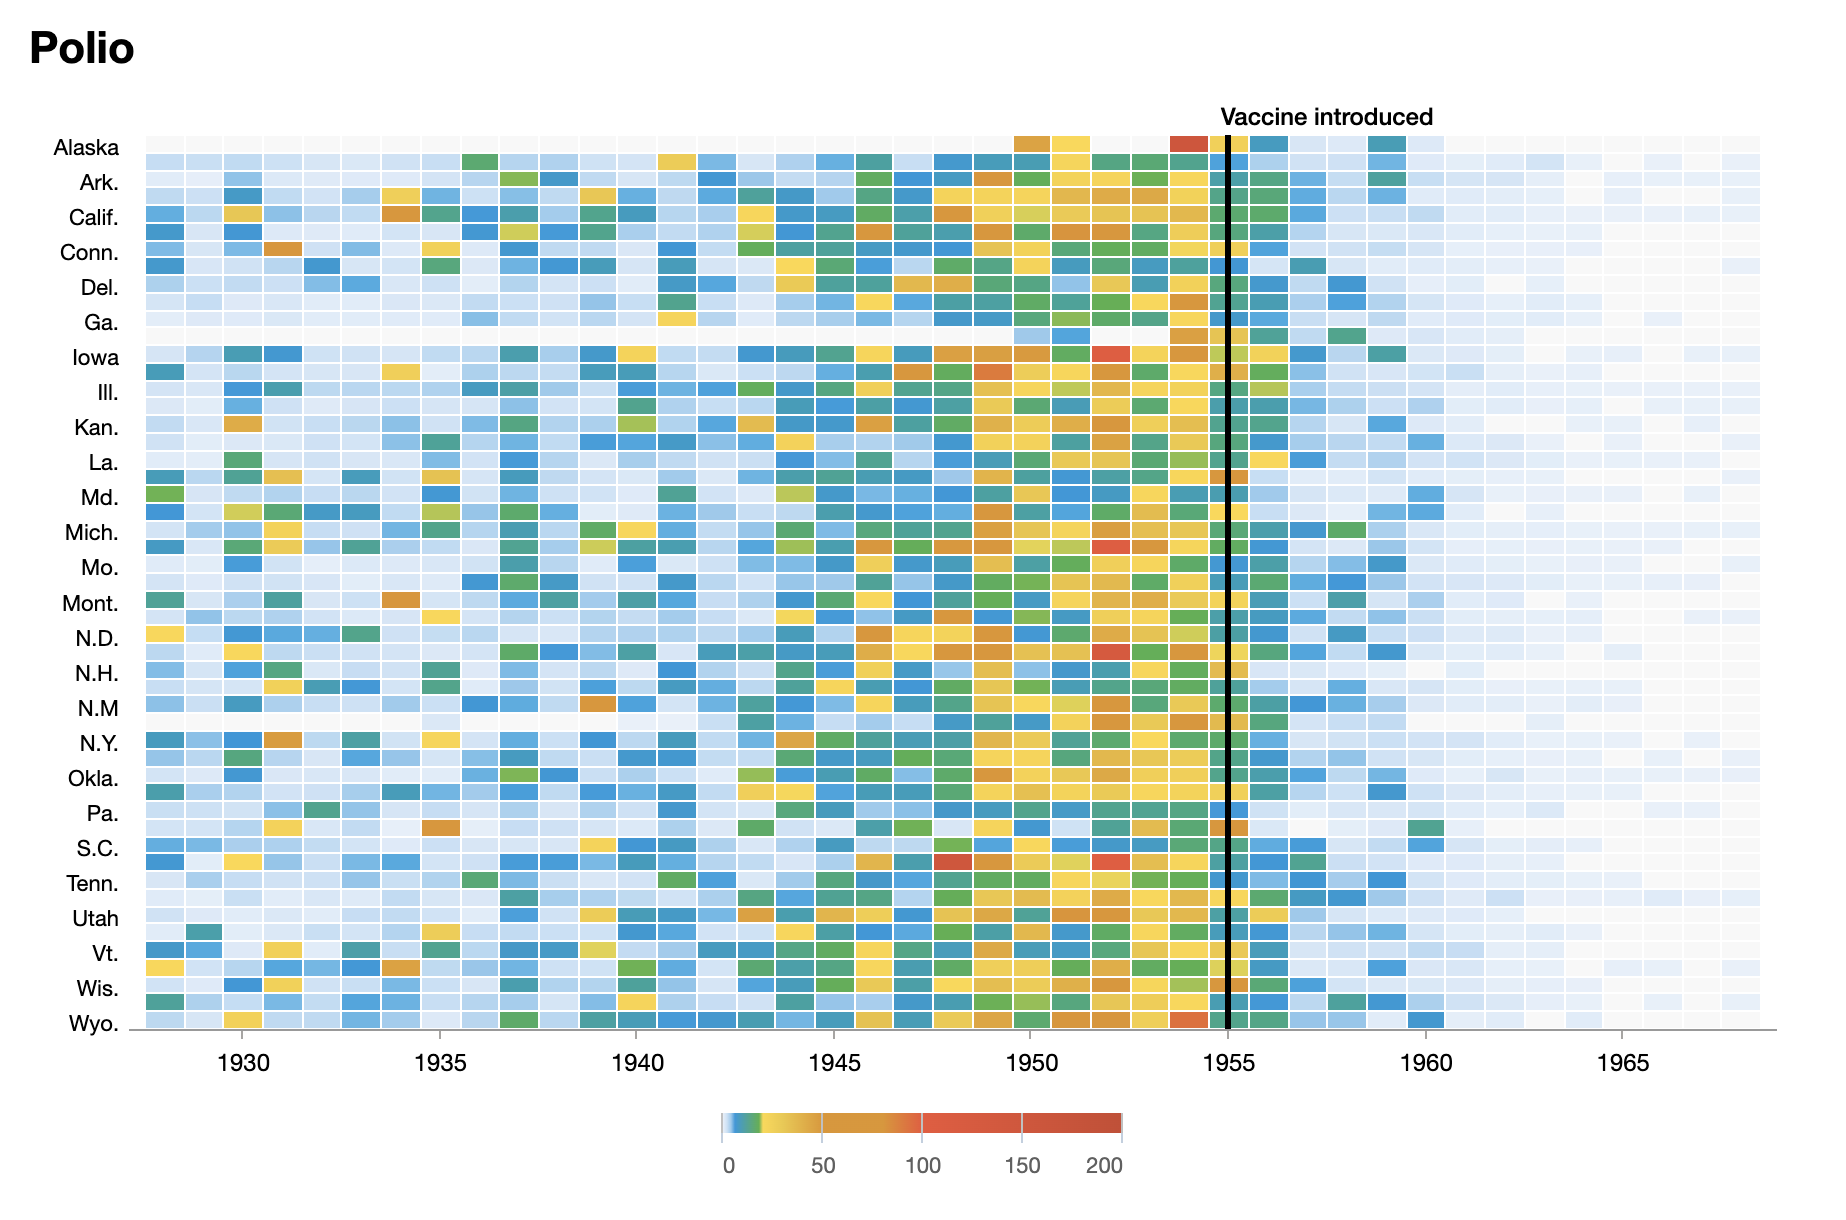 Polio
Vaccine introduced
Alaska
Ark.
Calif.
Conn.
Del.
Ga.
Iowa
Ill.
Kan.
La.
Md.
Mich.
Mo.
Mont.
N.D.
N.H.
N.M
N.Y.
Okla.
Pa.
S.C.
Tenn.
Utah
Vt.
Wis.
Wyo.
1930 1935 1940 1945 1950 1955 1960 1965
0 50 100 150 200